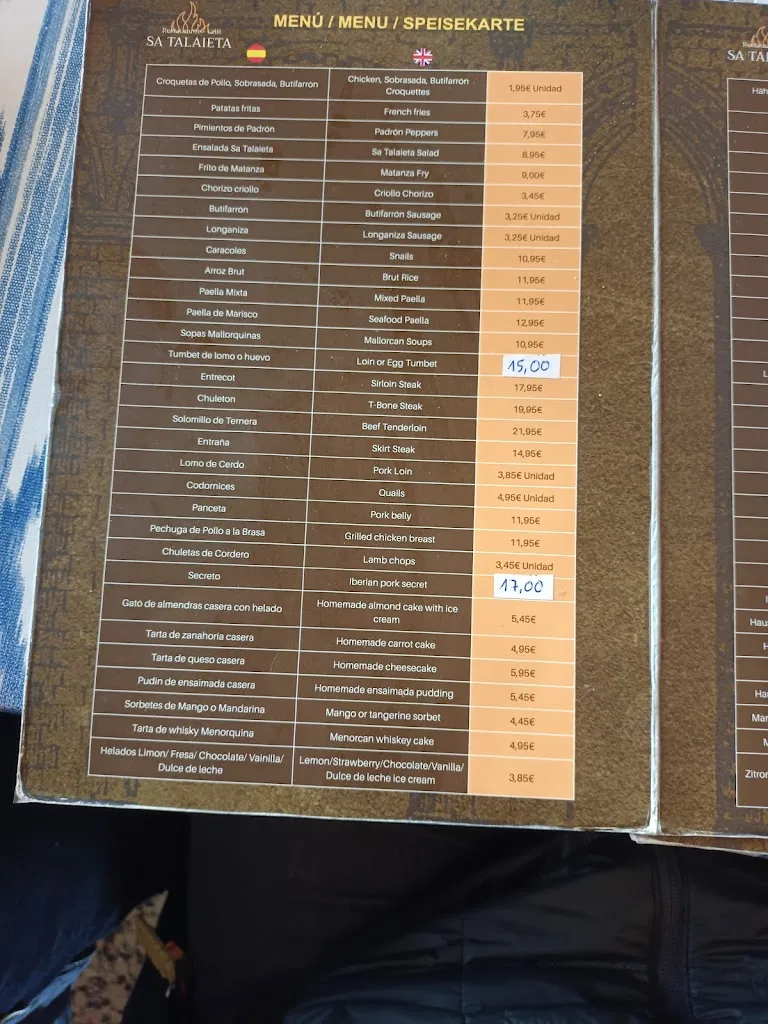 Restaurante Grill
SA TALAIETA
MENÚ / MENU / SPEISEKARTE
Croquetas de Pollo, Sobrasada, Butifarron
Chicken, Sobrasada, Butifarrón
Croquettes
1,95€ Unidad
Patatas fritas
French fries
3,75€
Pimientos de Padrón
Padrón Peppers
7,95€
Ensalada Sa Talaieta
Sa Talaieta Salad
8,95€
Frito de Matanza
Matanza Fry
9,00€
Chorizo criollo
Criollo Chorizo
3,45€
Butifarrón
Butifarrón Sausage
3,25€ Unidad
Longaniza
Longaniza Sausage
3,25€ Unidad
Caracoles
Snails
10,95€
Arroz Brut
Brut Rice
11,95€
Paella Mixta
Mixed Paella
11,95€
Paella de Marisco
Seafood Paella
12,95€
Sopas Mallorquinas
Mallorcan Soups
10,95€
Tumbet de lomo o huevo
Loin or Egg Tumbet
15,00
Entrecot
Sirloin Steak
17,95€
Chuleton
T-Bone Steak
19,95€
Solomillo de Ternera
Beef Tenderloin
21,95€
Entraña
Skirt Steak
14,95€
Lomo de Cerdo
Pork Loin
3,85€ Unidad
Codornices
Quails
4,95€ Unidad
Panceta
Pork belly
11,95€
Pechuga de Pollo a la Brasa
Grilled chicken breast
11,95€
Chuletas de Cordero
Lamb chops
3,45€ Unidad
Secreto
Iberian pork secret
17,00
Gató de almendras casera con helado
Homemade almond cake with ice
cream
5,45€
Tarta de zanahoria casera
Homemade carrot cake
4,95€
Tarta de queso casera
Homemade cheesecake
5,95€
Pudin de ensaimada casera
Homemade ensaimada pudding
5,45€
Sorbetes de Mango o Mandarina
Mango or tangerine sorbet
4,45€
Tarta de whisky Menorquina
Menorcan whiskey cake
4,95€
Helados Limon/ Fresa/ Chocolate/ Vainilla/
Dulce de leche
Lemon/Strawberry/Chocolate/Vanilla/
Dulce de leche ice cream
3,85€
SA TAL